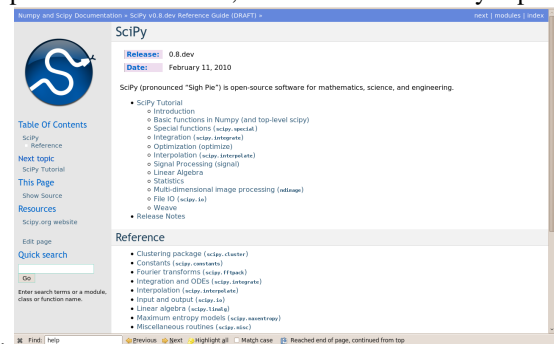 Numpy and Scipy Documentation » SciPy v0.8.dev Reference Guide (DRAFT) »
next | modules | index
SciPy
Release: 0.8.dev
Date: February 11, 2010
SciPy (pronounced "Sigh Pie") is open-source software for mathematics, science, and engineering.
SciPy Tutorial
Introduction
Basic functions in Numpy (and top-level scipy)
Special functions (scipy.special)
Integration (scipy.integrate)
Optimization (optimize)
Interpolation (scipy.interpolate)
Signal Processing (signal)
Linear Algebra
Statistics
Multi-dimensional image processing (ndimage)
File IO (scipy.io)
Weave
Release Notes
Table Of Contents
SciPy
Reference
Next topic
SciPy Tutorial
This Page
Show Source
Resources
Scipy.org website
Edit page
Quick search
Go
Enter search terms or a module,
class or function name.
Reference
Clustering package (scipy.cluster)
Constants (scipy.constants)
Fourier transforms (scipy.fftpack)
Integration and ODEs (scipy.integrate)
Interpolation (scipy.interpolate)
Input and output (scipy.io)
Linear algebra (scipy.linalg)
Maximum entropy models (scipy.maxentropy)
Miscellaneous routines (scipy.misc)
Find: help Previous Next Highlight all Match case Reached end of page, continued from top